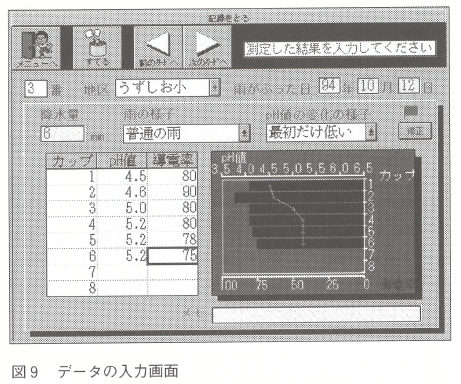 記録をとる
メニューへ すてる 前のカードへ 次のカードへ 測定した結果を入力してください
3 番 地区 うずしお小 雨がふった日 94 年 10 月 12 日
降水量 雨の様子 pH値の変化の様子
6 mm 普通の雨 最初だけ低い 修正
カップ pH値 導電率
1 4.5 80
2 4.6 90
3 5.0 80
4 5.2 80
5 5.2 78
6 5.2 75
7
8
pH値
3.5 4.0 4.5 5.0 5.5 6.0 6.5
カップ
1
2
3
4
5
6
7
8
100 75 50 25 0
メモ
図9 データの入力画面